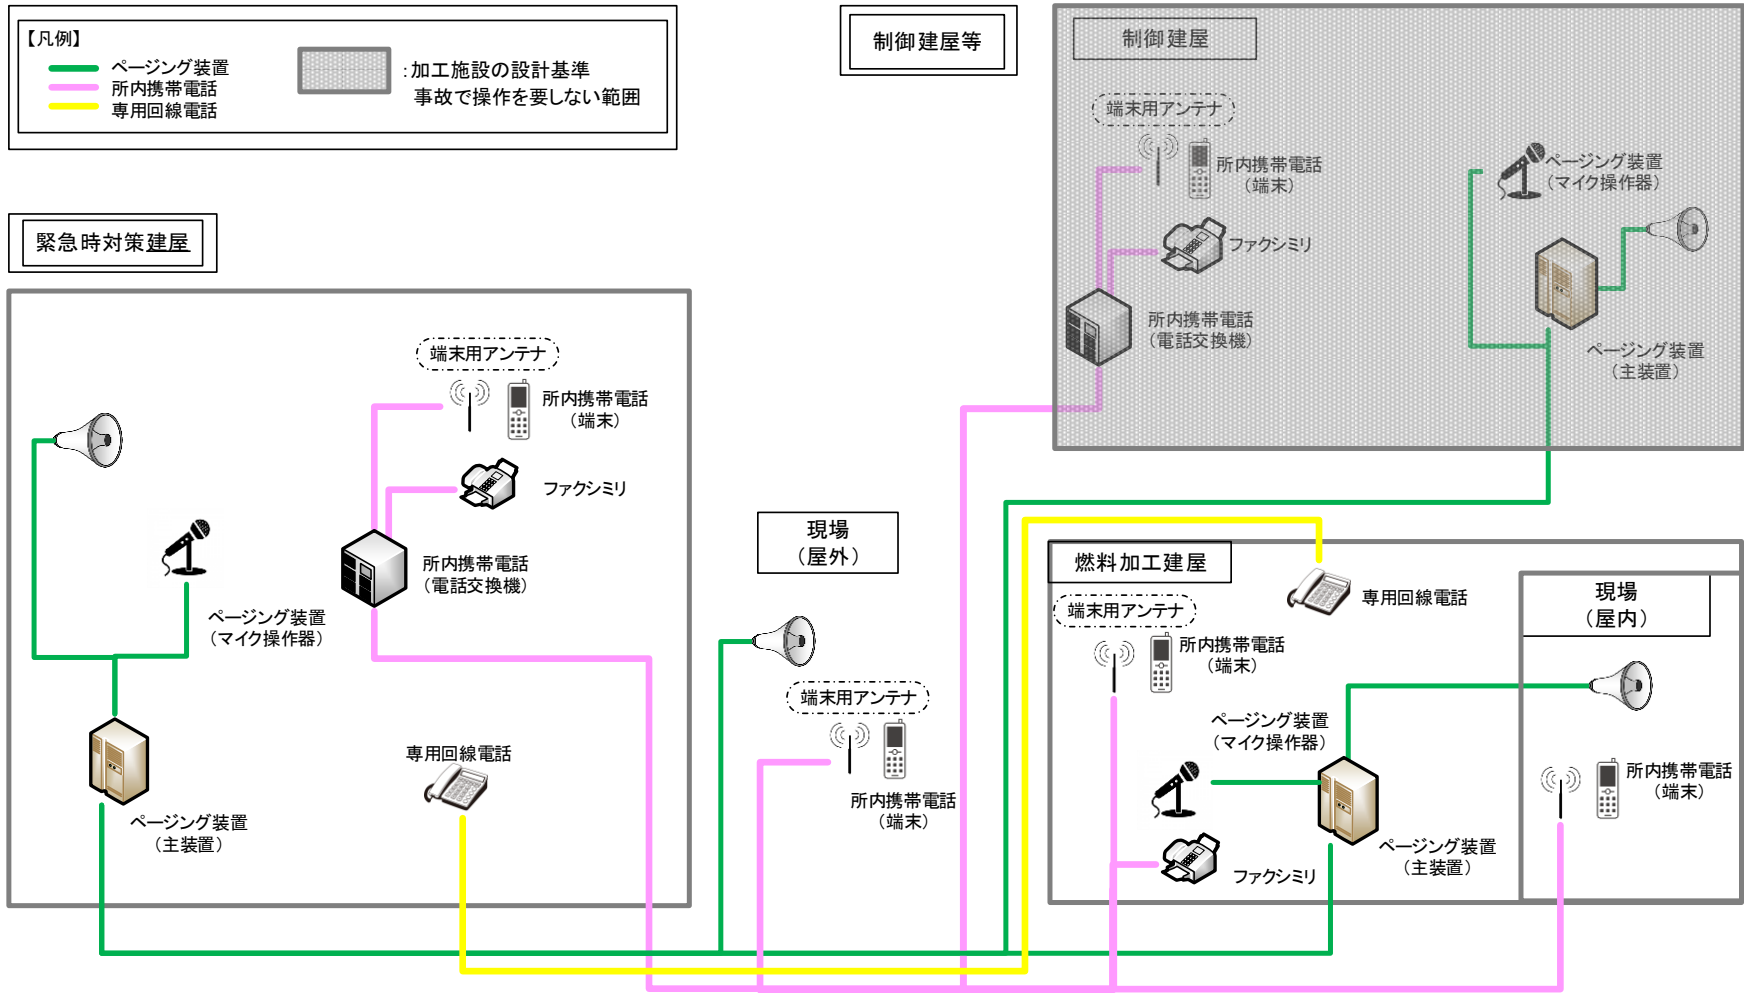 【凡例】
ページング装置
所内携帯電話
専用回線電話
:加工施設の設計基準
事故で操作を要しない範囲
制御建屋等
制御建屋
端末用アンテナ
所内携帯電話
（端末）
ファクシミリ
所内携帯電話
（電話交換機）
ページング装置
（マイク操作器）
ページング装置
（主装置）
緊急時対策建屋
端末用アンテナ
所内携帯電話
（端末）
ファクシミリ
所内携帯電話
（電話交換機）
ページング装置
（マイク操作器）
ページング装置
（主装置）
専用回線電話
現場
（屋外）
端末用アンテナ
所内携帯電話
（端末）
燃料加工建屋
専用回線電話
端末用アンテナ
所内携帯電話
（端末）
ページング装置
（マイク操作器）
ファクシミリ
ページング装置
（主装置）
現場
（屋内）
所内携帯電話
（端末）